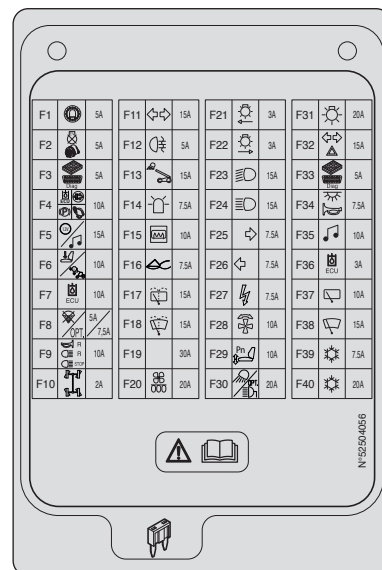 F1 5A F11 15A F21 3A F31 20A
F2 5A F12 5A F22 3A F32 15A
F3 Diag 5A F13 15A F23 15A F33 Diag 5A
F4 ECU 10A F14 7.5A F24 15A F34 7.5A
F5 15A F15 10A F25 7.5A F35 10A
F6 10A F16 7.5A F26 7.5A F36 ECU 3A
F7 ECU 10A F17 15A F27 7.5A F37 10A
F8 OPT. 5A 7.5A F18 15A F28 10A F38 15A
F9 R R STOP 10A F19 30A F29 Pn 10A F39 7.5A
F10 2A F20 20A F30 20A F40 20A
N°52504056